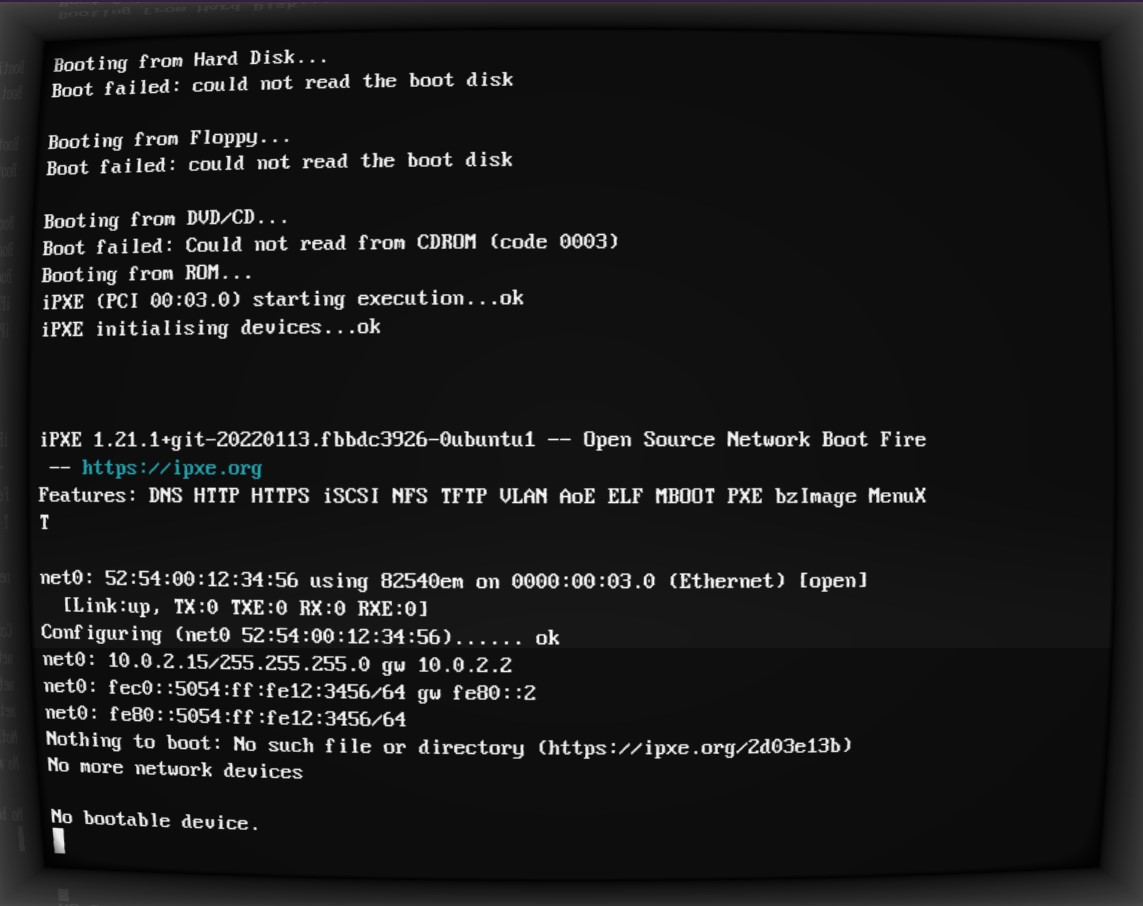 Booting from Hard Disk...
Boot failed: could not read the boot disk
Booting from Floppy...
Boot failed: could not read the boot disk
Booting from DVD/CD...
Boot failed: Could not read from CDROM (code 0003)
Booting from ROM...
iPXE (PCI 00:03.0) starting execution...ok
iPXE initialising devices...ok
iPXE 1.21.1+git-20220113.fbbdc3926-0ubuntu1 -- Open Source Network Boot Fire
-- https://ipxe.org
Features: DNS HTTP HTTPS iSCSI NFS TFTP VLAN AoE ELF MBOOT PXE bzImage MenuX
T
net0: 52:54:00:12:34:56 using 82540em on 0000:00:03.0 (Ethernet) [open]
[Link:up, TX:0 TXE:0 RX:0 RXE:0]
Configuring (net0 52:54:00:12:34:56)...... ok
net0: 10.0.2.15/255.255.255.0 gw 10.0.2.2
net0: fec0::5054:ff:fe12:3456/64 gw fe80::2
net0: fe80::5054:ff:fe12:3456/64
Nothing to boot: No such file or directory (https://ipxe.org/2d03e13b)
No more network devices
No bootable device.